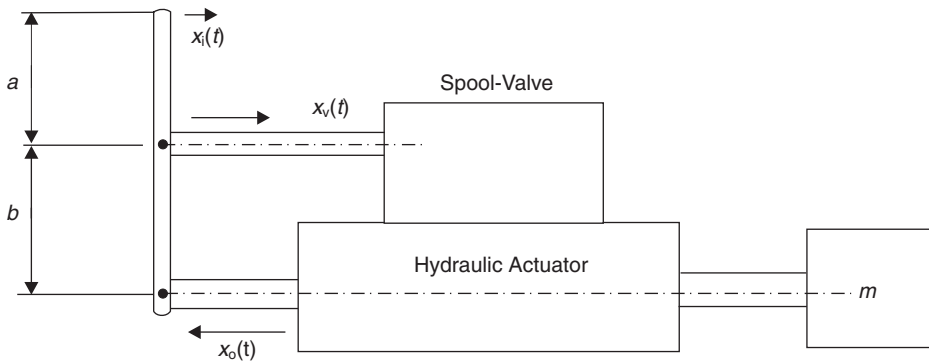 xi(t)
a
Spool-Valve
xv(t)
b
Hydraulic Actuator
m
xo(t)